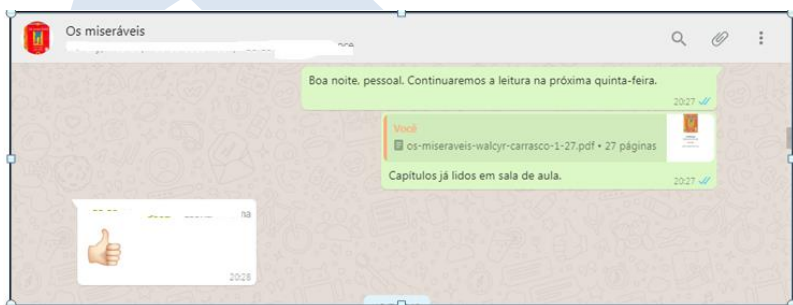 Os miseráveis
Boa noite, pessoal. Continuaremos a leitura na próxima quinta-feira.
20:27
Você
os-miseraveis-walcyr-carrasco-1-27.pdf • 27 páginas
Capítulos já lidos em sala de aula.
20:27
20:28